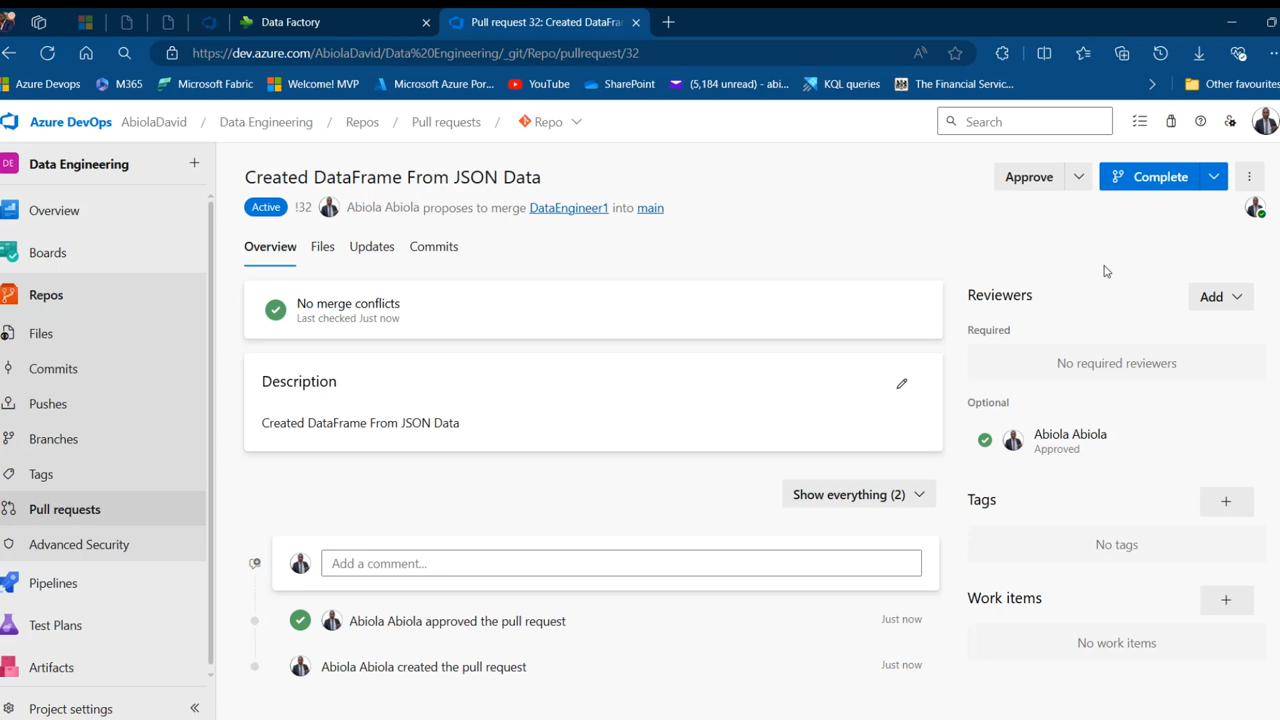 Data Factory
Pull request 32: Created DataFra
https://dev.azure.com/AbiolaDavid/Data%20Engineering/_git/Repo/pullrequest/32
Azure Devops
M365
Microsoft Fabric
Welcome! MVP
Microsoft Azure Por...
YouTube
SharePoint
(5,184 unread) - abi...
KQL queries
The Financial Servic...
Other favourites
Azure DevOps
AbiolaDavid / Data Engineering / Repos / Pull requests / Repo
Search
DE
Data Engineering
Overview
Boards
Repos
Files
Commits
Pushes
Branches
Tags
Pull requests
Advanced Security
Pipelines
Test Plans
Artifacts
Project settings
Created DataFrame From JSON Data
Approve
Complete
Active !32 Abiola Abiola proposes to merge DataEngineer1 into main
Overview Files Updates Commits
No merge conflicts
Last checked Just now
Description
Created DataFrame From JSON Data
Show everything (2)
Add a comment...
Abiola Abiola approved the pull request Just now
Abiola Abiola created the pull request Just now
Reviewers
Add
Required
No required reviewers
Optional
Abiola Abiola
Approved
Tags
No tags
Work items
No work items